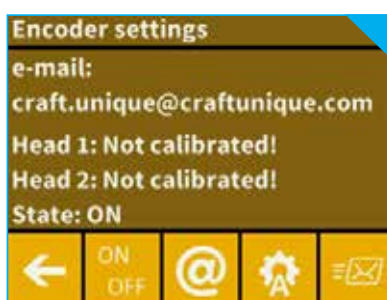 Encoder settings
e-mail:
craft.unique@craftunique.com
Head 1: Not calibrated!
Head 2: Not calibrated!
State: ON
ON
OFF
@
A